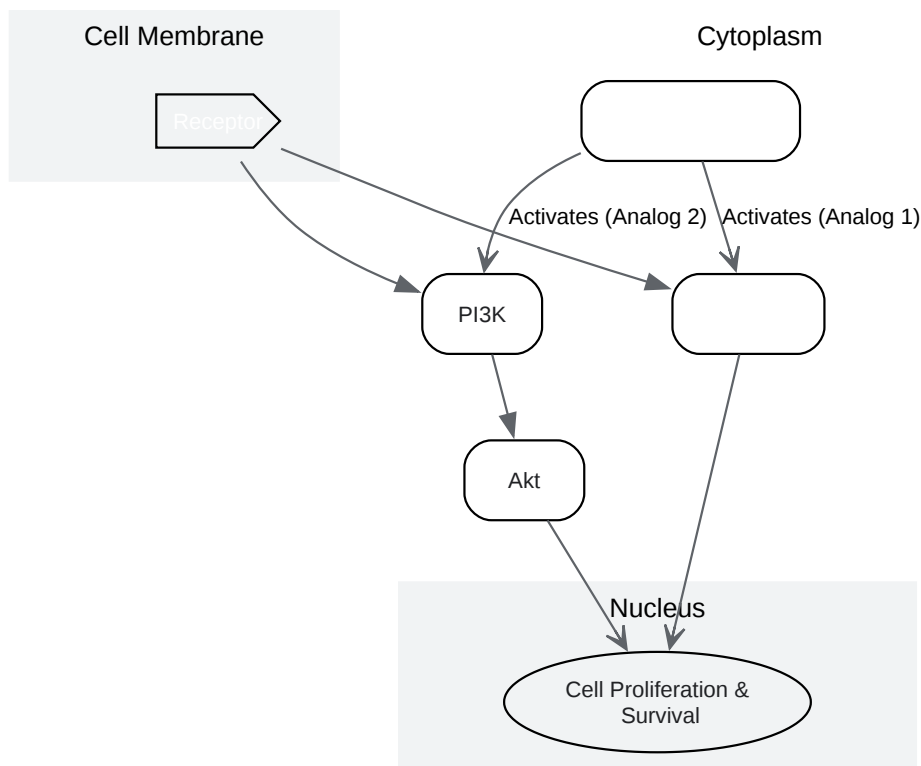 Cell Membrane
Cytoplasm
Receptor
Activates (Analog 2)
Activates (Analog 1)
PI3K
Akt
Nucleus
Cell Proliferation &
Survival